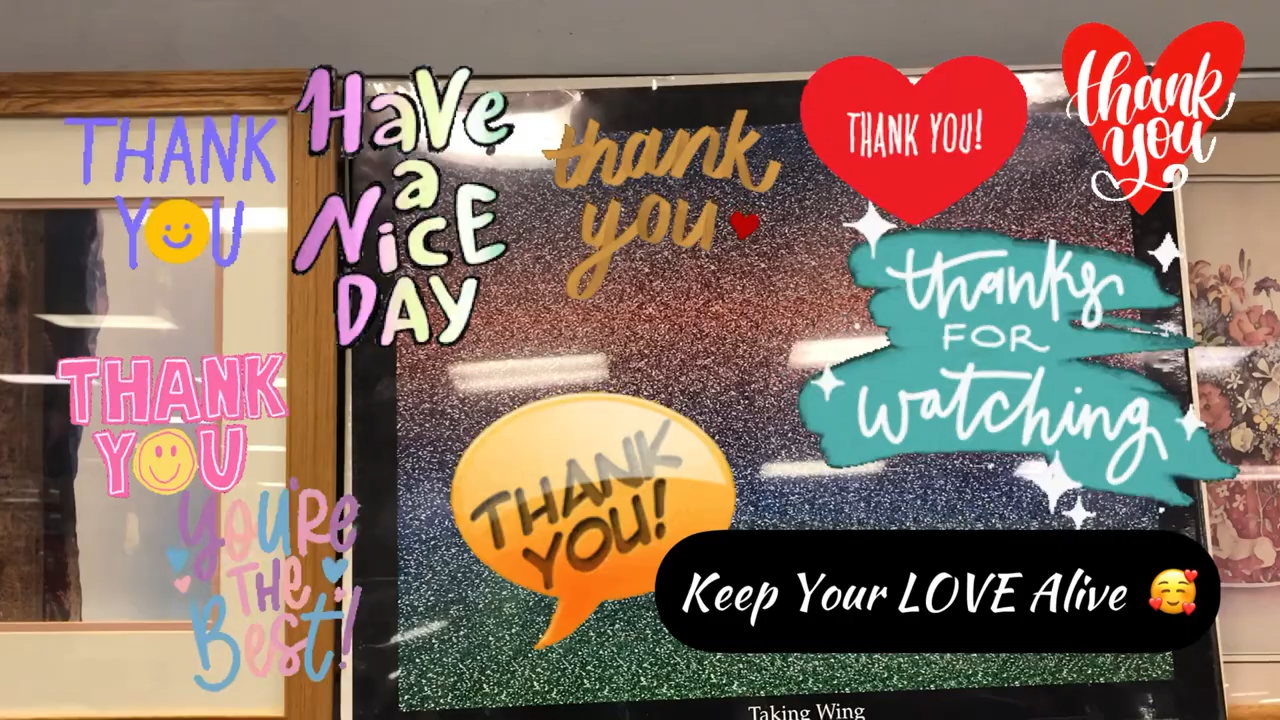 THANK
YOU
Have
a
NiCE
DAY
thank
you
THANK YOU!
thank
you
thanks
FOR
watching
THANK
YOU
THANK
YOU!
You're
THe
Best!
Keep Your LOVE Alive 🥰
Taking Wing